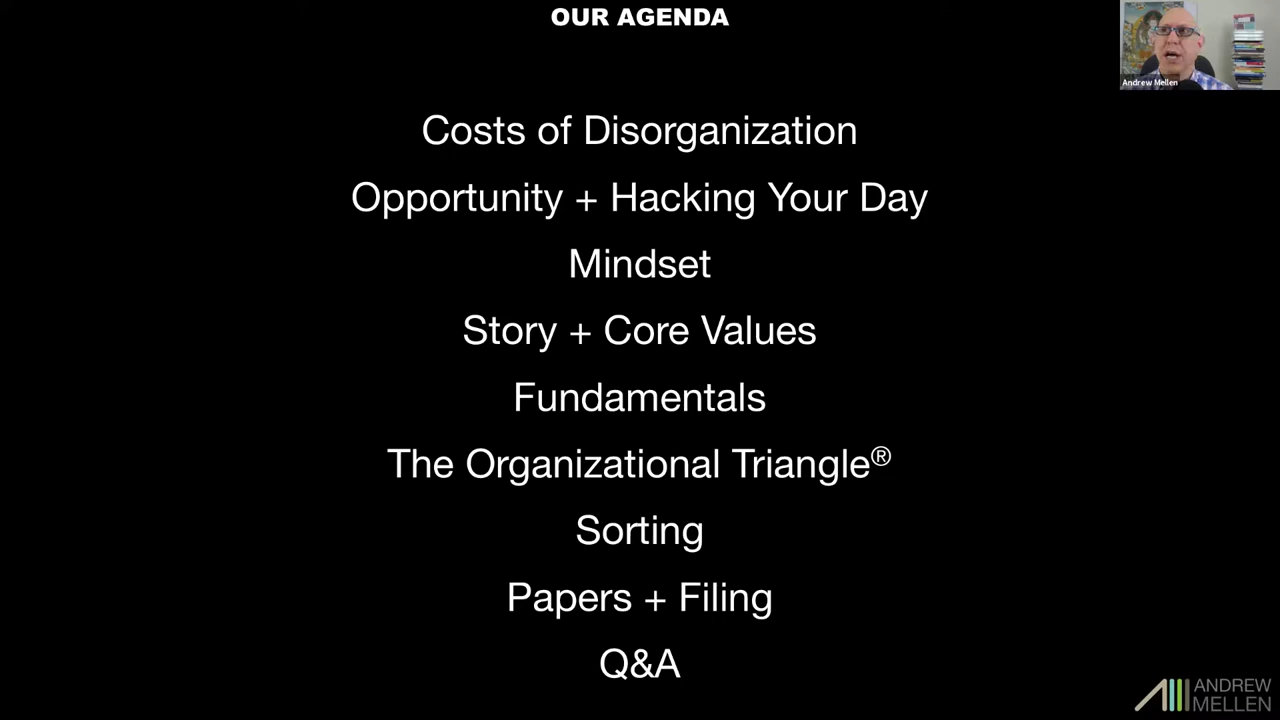 OUR AGENDA
Andrew Mellen
Costs of Disorganization
Opportunity + Hacking Your Day
Mindset
Story + Core Values
Fundamentals
The Organizational Triangle®
Sorting
Papers + Filing
Q&A
ANDREW
MELLEN